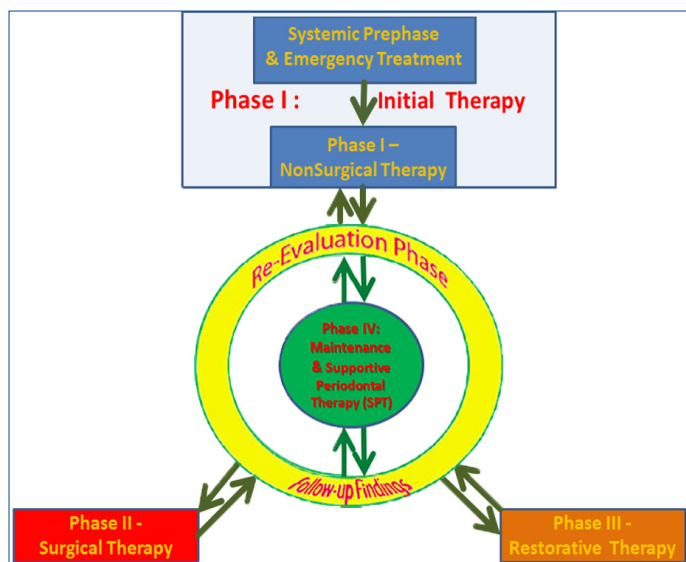 Systemic Prephase
& Emergency Treatment
Phase I : Initial Therapy
Phase I –
NonSurgical Therapy
Re-Evaluation Phase
Phase IV:
Maintenance
& Supportive
Periodontal
Therapy (SPT)
Follow-up Findings
Phase II -
Surgical Therapy
Phase III -
Restorative Therapy